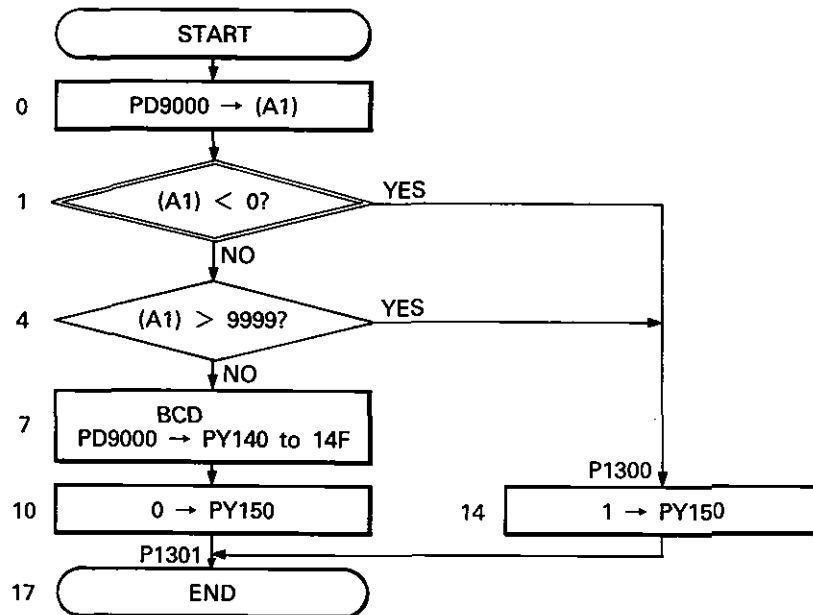 START
0 PD9000 → (A1)
1 (A1) < 0? YES
NO
4 (A1) > 9999? YES
NO
7 BCD
PD9000 → PY140 to 14F
P1300
10 0 → PY150 14 1 → PY150
P1301
17 END